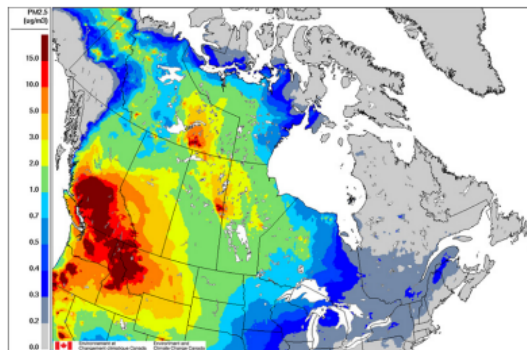 PM2.5
(ug/m3)
15.0
10.0
5.0
3.0
2.0
1.0
0.7
0.5
0.4
0.3
0.2
0.0
Environnement et
Changement climatique Canada
Environment and
Climate Change Canada